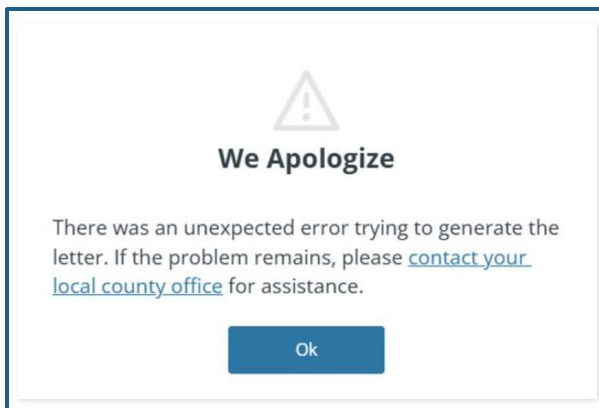 We Apologize
There was an unexpected error trying to generate the
letter. If the problem remains, please contact your
local county office for assistance.
Ok